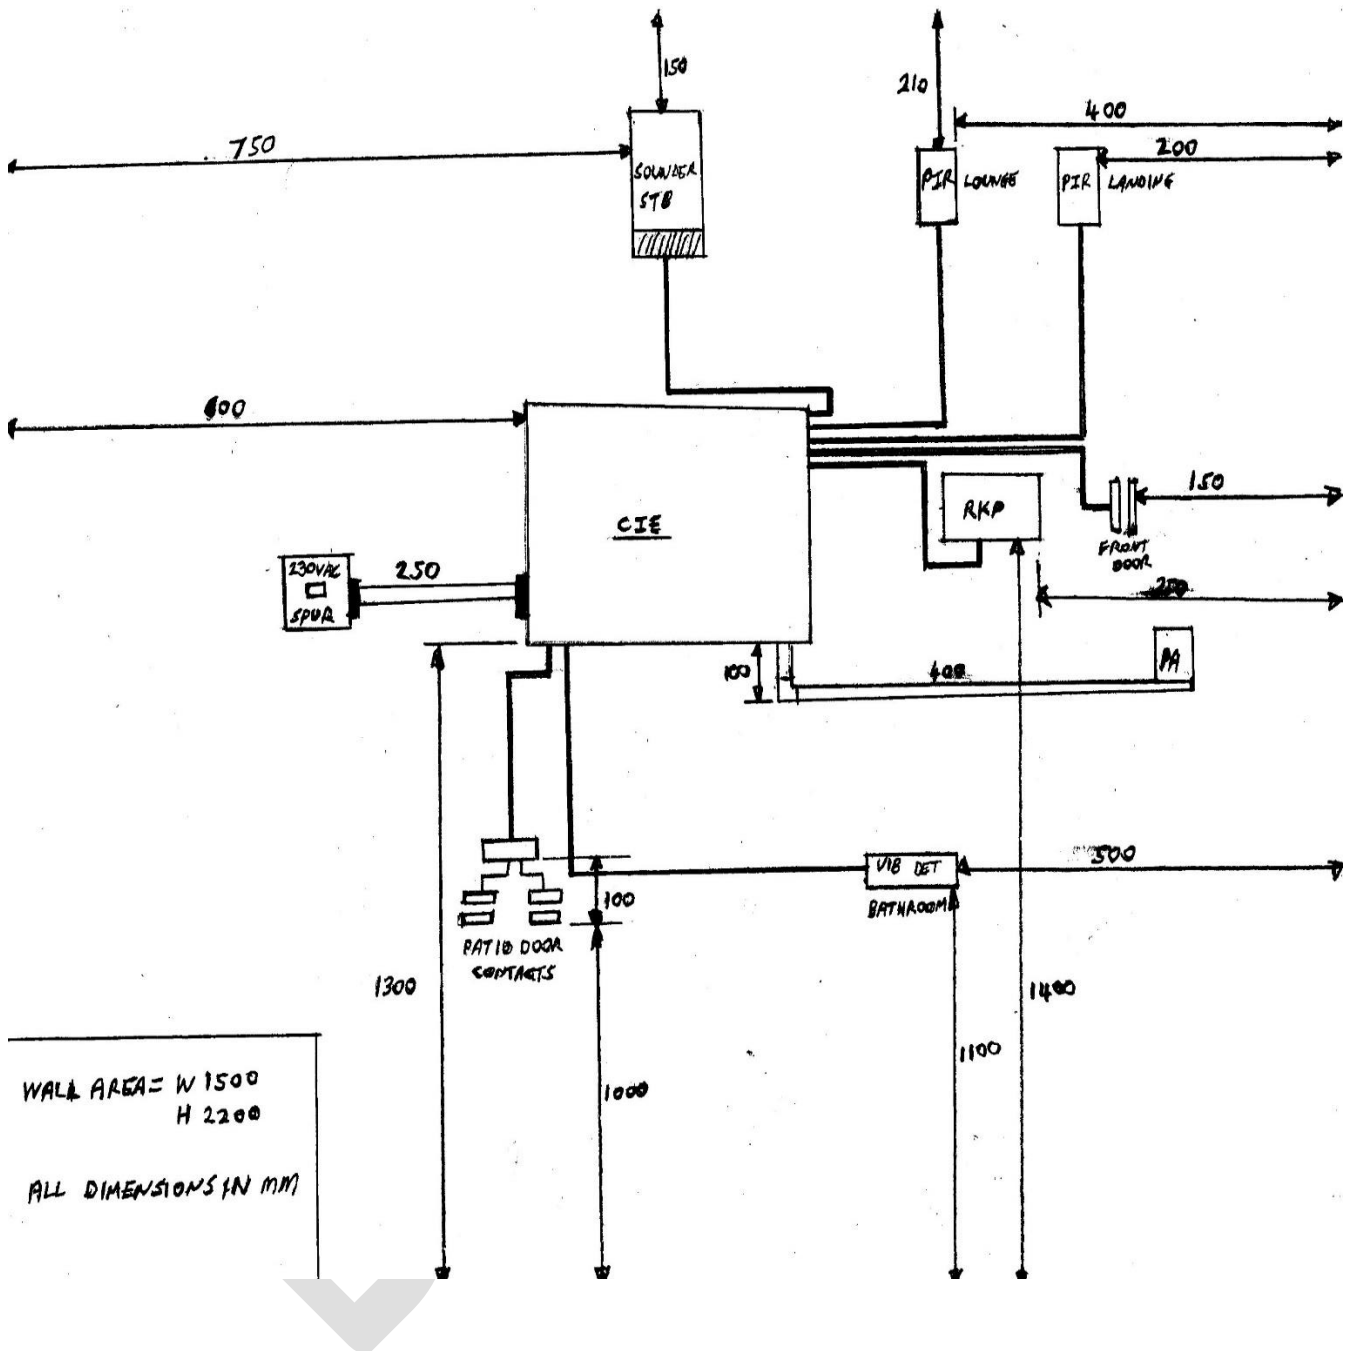 150
210
400
750
200
SOUNDER
STB
PIR LOUNGE
PIR LANDING
600
150
RKP
CIE
FRONT
DOOR
230VAC
SPUR
250
PA
100
400
VIB DET
500
BATHROOM
100
PATIO DOOR
CONTACTS
1300
1400
1100
1000
WALL AREA= W 1500
H 2200
ALL DIMENSIONS IN MM